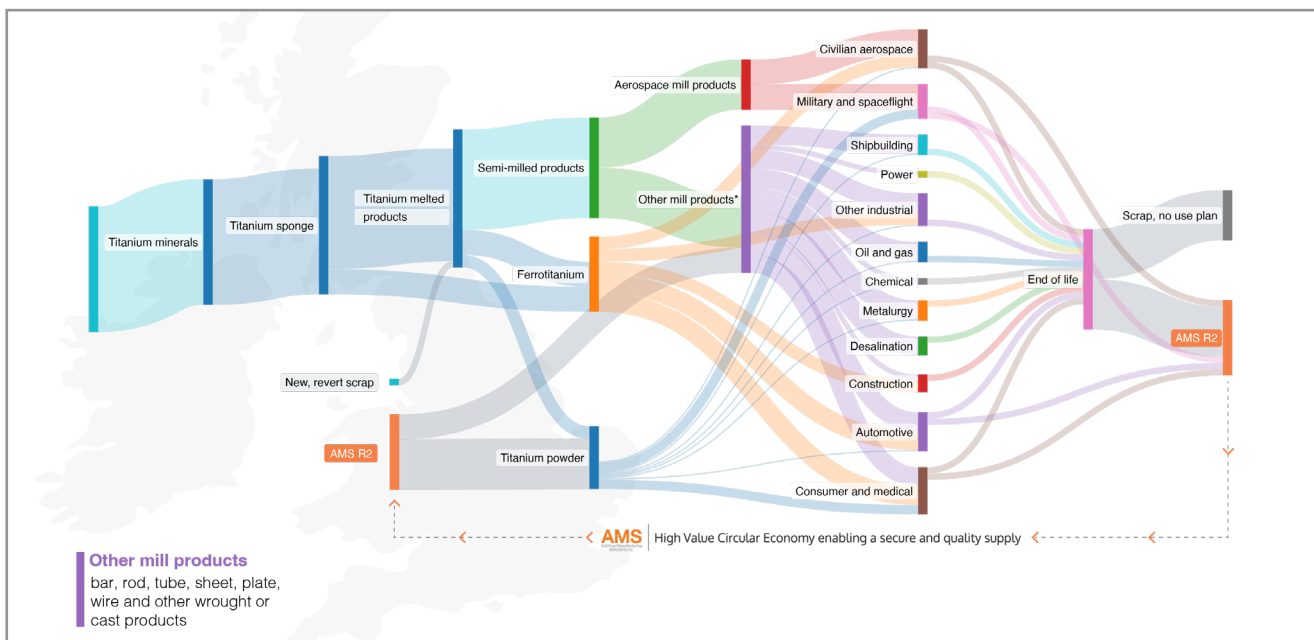 Civilian aerospace
Aerospace mill products
Military and spaceflight
Shipbuilding
Semi-milled products
Power
Titanium melted
products
Other mill products*
Other industrial
Scrap, no use plan
Titanium sponge
Titanium minerals
Oil and gas
Ferrotitanium
Chemical
End of life
Metalurgy
AMS R2
Desalination
New, revert scrap
Construction
Automotive
AMS R2
Titanium powder
Consumer and medical
AMS
High Value Circular Economy enabling a secure and quality supply
Other mill products
bar, rod, tube, sheet, plate,
wire and other wrought or
cast products